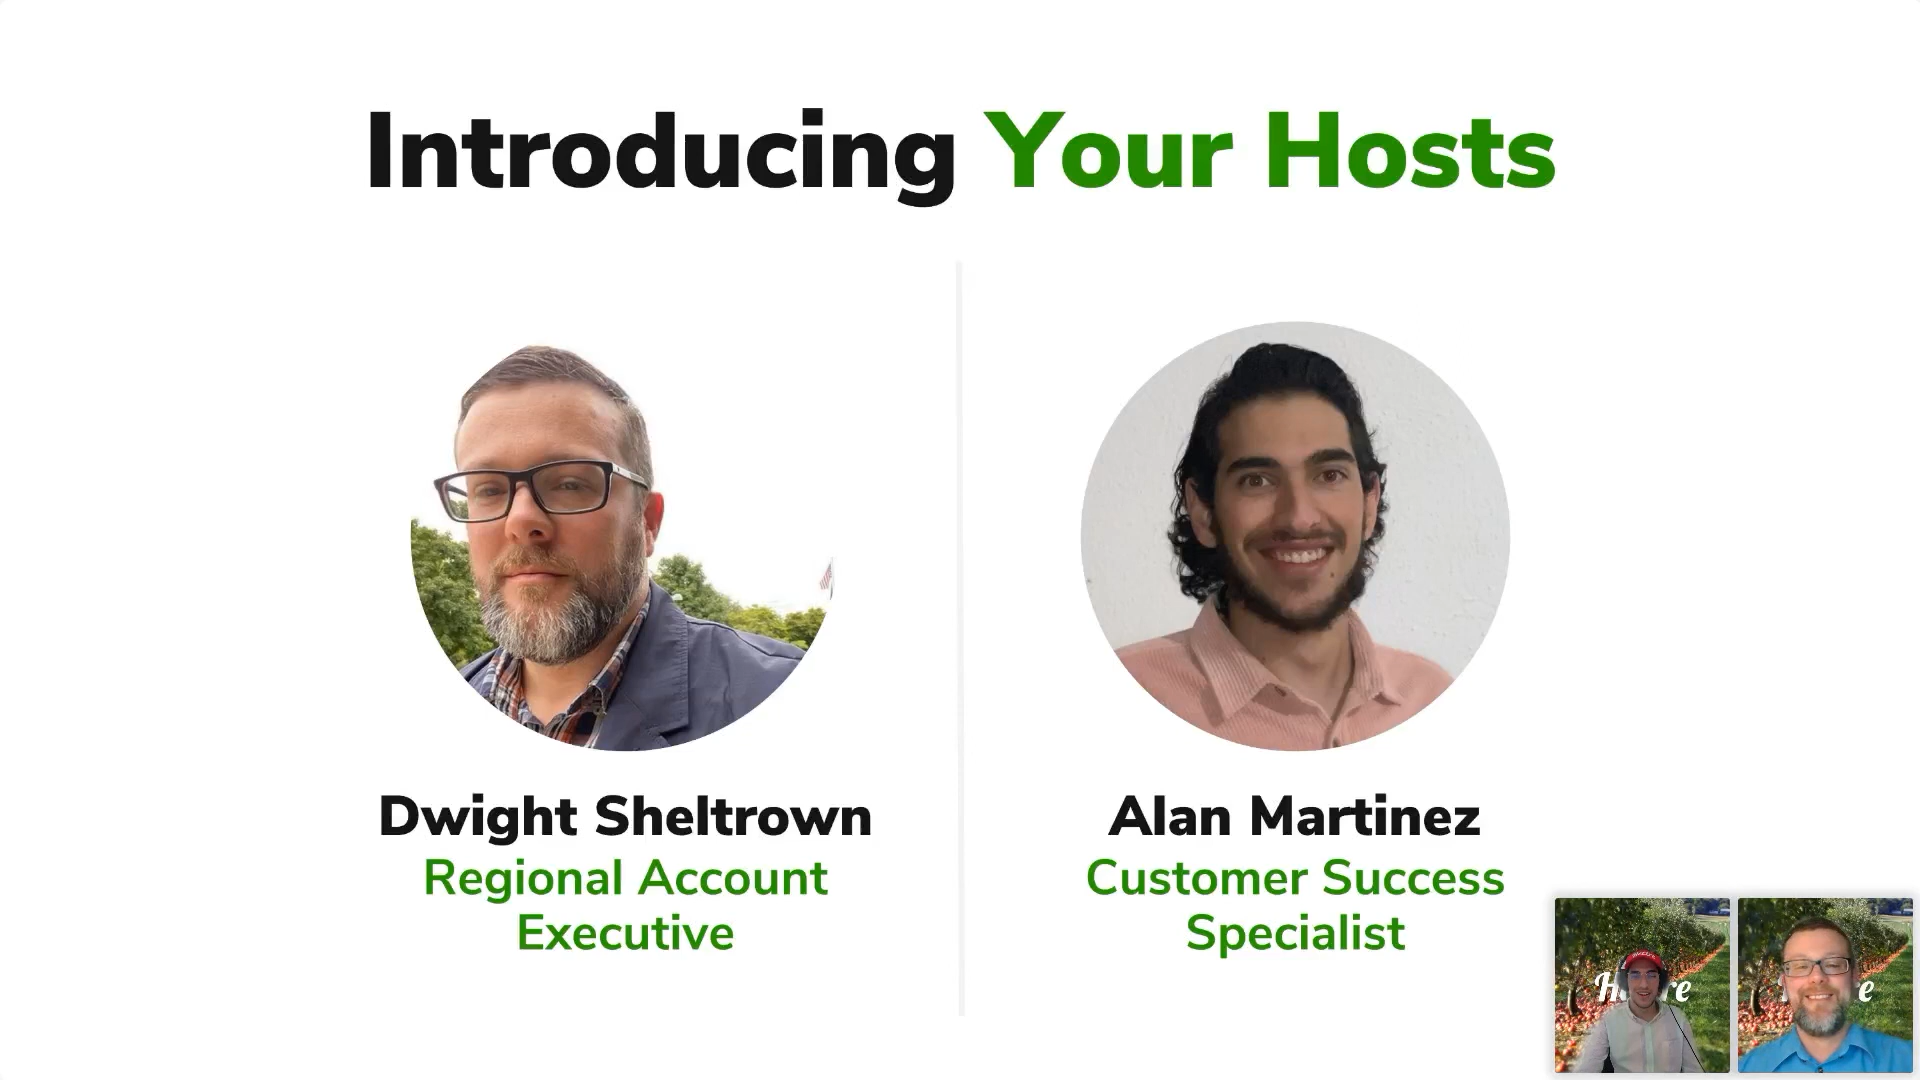 Introducing Your Hosts
Dwight Sheltrown
Regional Account
Executive
Alan Martinez
Customer Success
Specialist